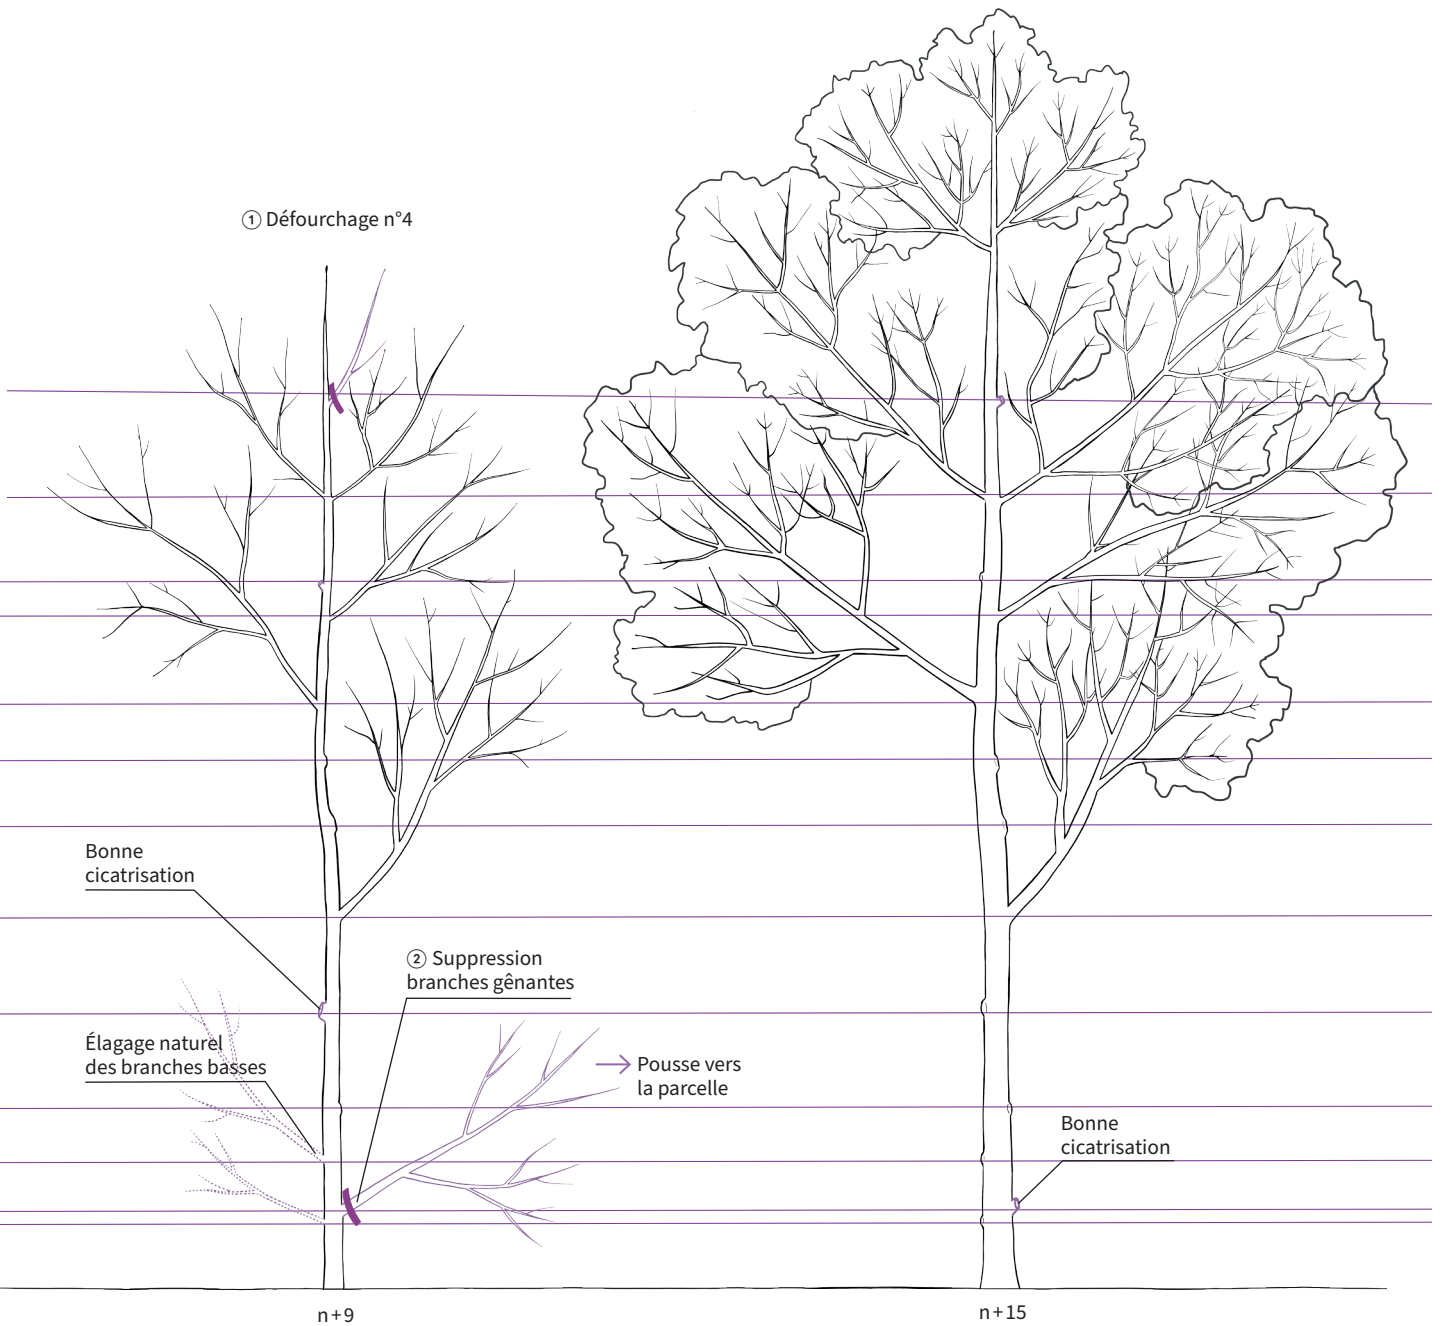 ① Défourchage n°4
Bonne
cicatrisation
② Suppression
branches gênantes
Élagage naturel
des branches basses
Pousse vers
la parcelle
Bonne
cicatrisation
n+9
n+15